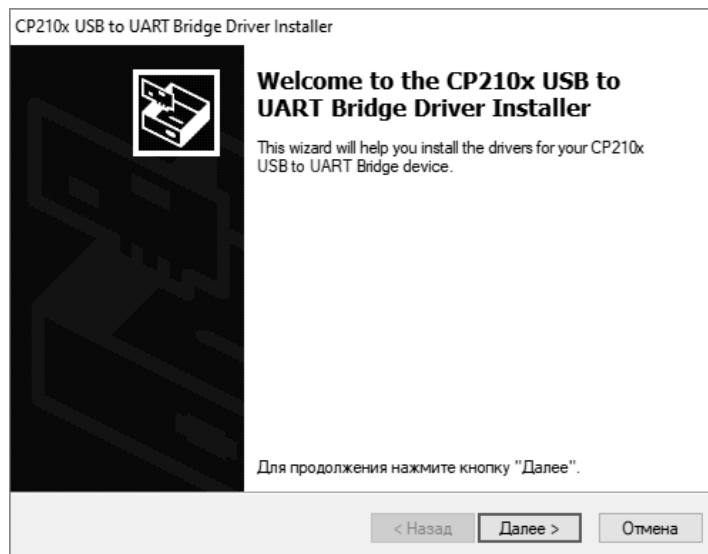 CP210x USB to UART Bridge Driver Installer
Welcome to the CP210x USB to
UART Bridge Driver Installer
This wizard will help you install the drivers for your CP210x
USB to UART Bridge device.
Для продолжения нажмите кнопку "Далее".
< Назад
Далее >
Отмена